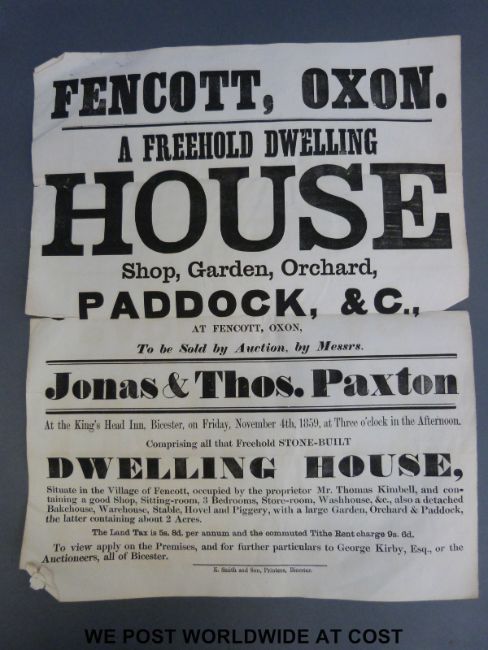 FENCOTT, OXON.
A FREEHOLD DWELLING
HOUSE
Shop, Garden, Orchard,
PADDOCK, &C.,
AT FENCOTT, OXON,
To be Sold by Auction, by Messrs.
Jonas & Thos. Paxton
At the King's Head Inn, Bicester, on Friday, November 4th, 1859, at Three o'clock in the Afternoon.
Comprising all that Freehold STONE-BUILT
DWELLING HOUSE,
Situate in the Village of Fencott, occupied by the proprietor Mr. Thomas Kimbell, and con-
taining a good Shop, Sitting-room, 3 Bedrooms, Store-room, Washhouse, &c., also a detached
Bakehouse, Warehouse, Stable, Hovel and Piggery, with a large Garden, Orchard & Paddock,
the latter containing about 2 Acres.
The Land Tax is 5s. 8d. per annum and the commuted Tithe Rent charge 9s. 6d.
To view apply on the Premises, and for further particulars to George Kirby, Esq., or the
Auctioneers, all of Bicester.
E. Smith and Son, Printers, Bicester.
WE POST WORLDWIDE AT COST